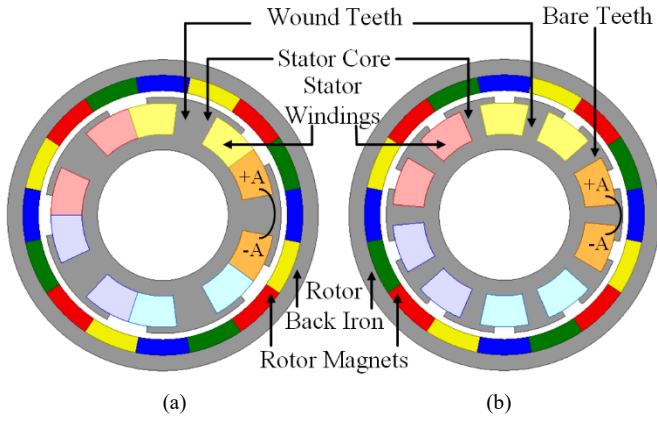 Wound Teeth
Bare Teeth
Stator Core
Stator
Windings
+A
-A
+A
-A
Rotor
Back Iron
Rotor Magnets
(a)
(b)